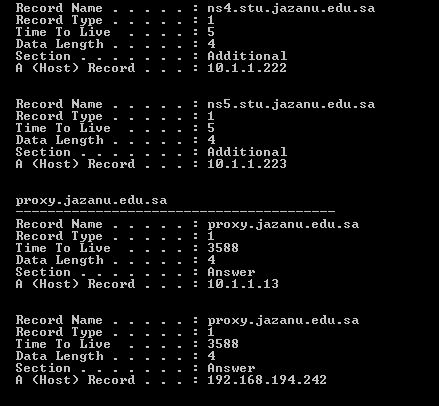 Record Name . . . . . : ns4.stu.jazanu.edu.sa
Record Type . . . . . : 1
Time To Live  . . . . : 5
Data Length . . . . . : 4
Section . . . . . . . : Additional
A (Host) Record . . . : 10.1.1.222
Record Name . . . . . : ns5.stu.jazanu.edu.sa
Record Type . . . . . : 1
Time To Live  . . . . : 5
Data Length . . . . . : 4
Section . . . . . . . : Additional
A (Host) Record . . . : 10.1.1.223
proxy.jazanu.edu.sa
----------------------------------------
Record Name . . . . . : proxy.jazanu.edu.sa
Record Type . . . . . : 1
Time To Live  . . . . : 3588
Data Length . . . . . : 4
Section . . . . . . . : Answer
A (Host) Record . . . : 10.1.1.13
Record Name . . . . . : proxy.jazanu.edu.sa
Record Type . . . . . : 1
Time To Live  . . . . : 3588
Data Length . . . . . : 4
Section . . . . . . . : Answer
A (Host) Record . . . : 192.168.194.242